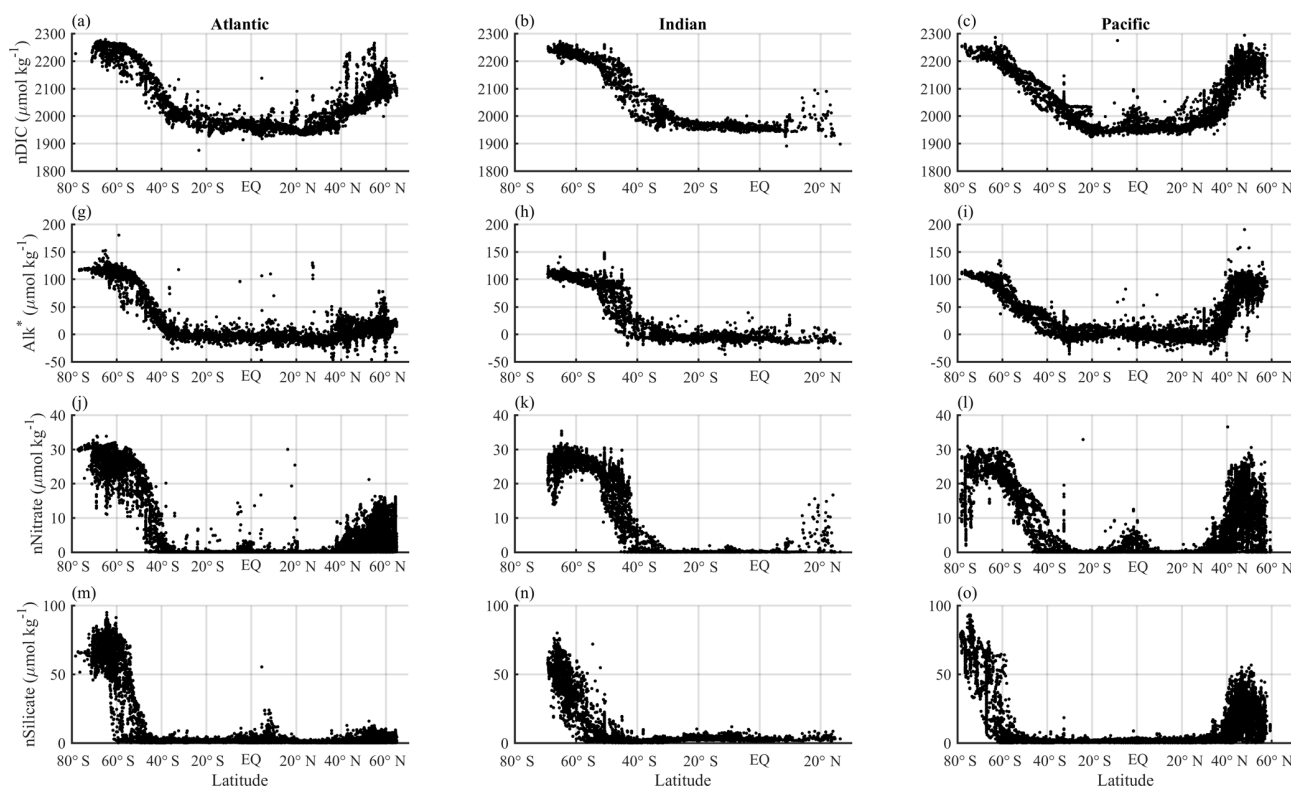 (a) Atlantic (b) Indian (c) Pacific
nDIC (μmol kg-1)
2300 2200 2100 2000 1900 1800
80° S 60° S 40° S 20° S EQ 20° N 40° N 60° N
2300 2200 2100 2000 1900 1800
80° S 60° S 40° S 20° S EQ 20° N
2300 2200 2100 2000 1900 1800
80° S 60° S 40° S 20° S EQ 20° N 40° N 60° N
(g) (h) (i)
Alk* (μmol kg-1)
200 150 100 50 0 -50
80° S 60° S 40° S 20° S EQ 20° N 40° N 60° N
200 150 100 50 0 -50
80° S 60° S 40° S 20° S EQ 20° N
200 150 100 50 0 -50
80° S 60° S 40° S 20° S EQ 20° N 40° N 60° N
(j) (k) (l)
nNitrate (μmol kg-1)
40 30 20 10 0
80° S 60° S 40° S 20° S EQ 20° N 40° N 60° N
40 30 20 10 0
80° S 60° S 40° S 20° S EQ 20° N
40 30 20 10 0
80° S 60° S 40° S 20° S EQ 20° N 40° N 60° N
(m) (n) (o)
nSilicate (μmol kg-1)
100 50 0
80° S 60° S 40° S 20° S EQ 20° N 40° N 60° N
100 50 0
80° S 60° S 40° S 20° S EQ 20° N
100 50 0
80° S 60° S 40° S 20° S EQ 20° N 40° N 60° N
Latitude Latitude Latitude